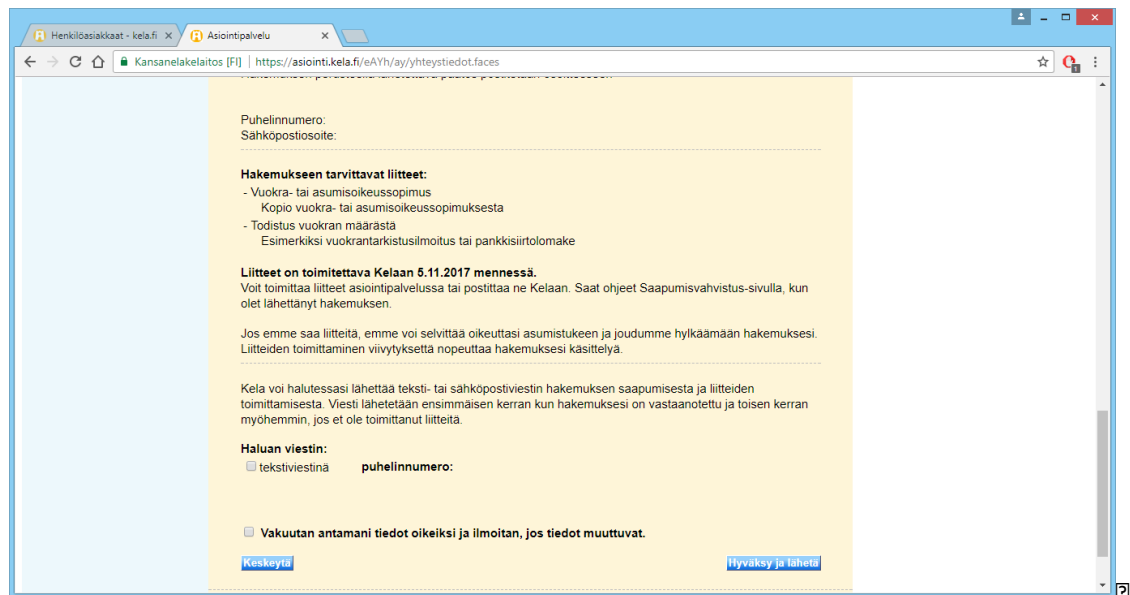 Henkilöasiakkaat - kela.fi
Asiointipalvelu
Kansanelakelaitos [FI] | https://asiointi.kela.fi/eAYh/ay/yhteystiedot.faces
1
Puhelinnumero:
Sähköpostiosoite:
Hakemukseen tarvittavat liitteet:
- Vuokra- tai asumisoikeussopimus
Kopio vuokra- tai asumisoikeussopimuksesta
- Todistus vuokran määrästä
Esimerkiksi vuokrantarkistusilmoitus tai pankkisiirtolomake
Liitteet on toimitettava Kelaan 5.11.2017 mennessä.
Voit toimittaa liitteet asiointipalvelussa tai postittaa ne Kelaan. Saat ohjeet Saapumisvahvistus-sivulla, kun
olet lähettänyt hakemuksen.
Jos emme saa liitteitä, emme voi selvittää oikeuttasi asumistukeen ja joudumme hylkäämään hakemuksesi.
Liitteiden toimittaminen viivytyksettä nopeuttaa hakemuksesi käsittelyä.
Kela voi halutessasi lähettää teksti- tai sähköpostiviestin hakemuksen saapumisesta ja liitteiden
toimittamisesta. Viesti lähetetään ensimmäisen kerran kun hakemuksesi on vastaanotettu ja toisen kerran
myöhemmin, jos et ole toimittanut liitteitä.
Haluan viestin:
tekstiviestinä puhelinnumero:
Vakuutan antamani tiedot oikeiksi ja ilmoitan, jos tiedot muuttuvat.
Keskeytä Hyväksy ja lähetä
?